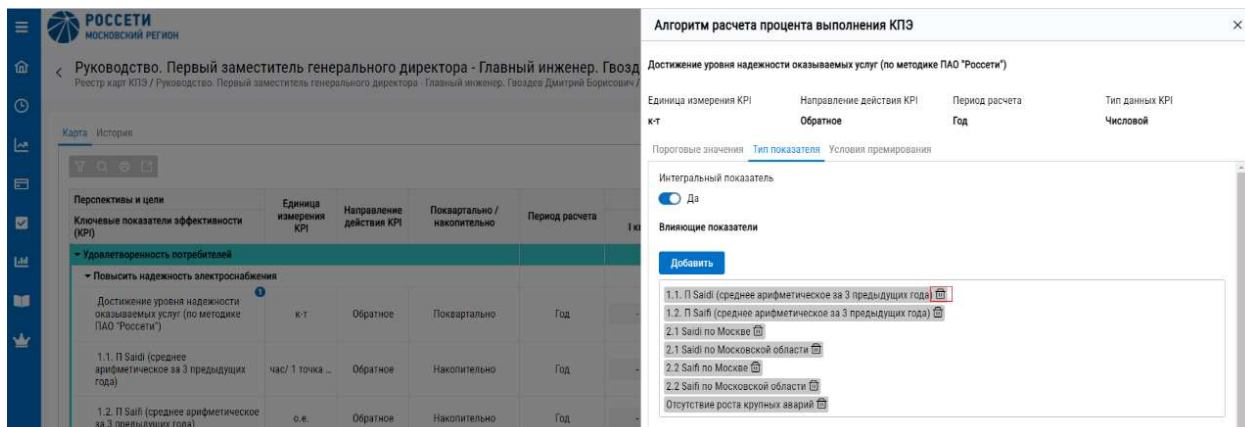 РОССЕТИ
МОСКОВСКИЙ РЕГИОН
Руководство. Первый заместитель генерального директора - Главный инженер. Гвозд
Реестр карт КПЭ / Руководство. Первый заместитель генерального директора - Главный инженер. Гвоздев Дмитрий Борисович /
Карта История
Перспективы и цели
Ключевые показатели эффективности (KPI)
Единица измерения KPI
Направление действия KPI
Поквартально / накопительно
Период расчета
I к
Удовлетворенность потребителей
Повысить надежность электроснабжения
Достижение уровня надежности оказываемых услуг (по методике ПАО "Россети")
к-т
Обратное
Поквартально
Год
1.1. П Saidi (среднее арифметическое за 3 предыдущих года)
час/ 1 точка ...
Обратное
Накопительно
Год
1.2. П Saifi (среднее арифметическое за 3 предыдущих года)
о.е.
Обратное
Накопительно
Год
Алгоритм расчета процента выполнения КПЭ
Достижение уровня надежности оказываемых услуг (по методике ПАО "Россети")
Единица измерения KPI Направление действия KPI Период расчета Тип данных KPI
к-т Обратное Год Числовой
Пороговые значения Тип показателя Условия премирования
Интегральный показатель
Да
Влияющие показатели
Добавить
1.1. П Saidi (среднее арифметическое за 3 предыдущих года)
1.2. П Saifi (среднее арифметическое за 3 предыдущих года)
2.1 Saidi по Москве
2.1 Saidi по Московской области
2.2 Saifi по Москве
2.2 Saifi по Московской области
Отсутствие роста крупных аварий